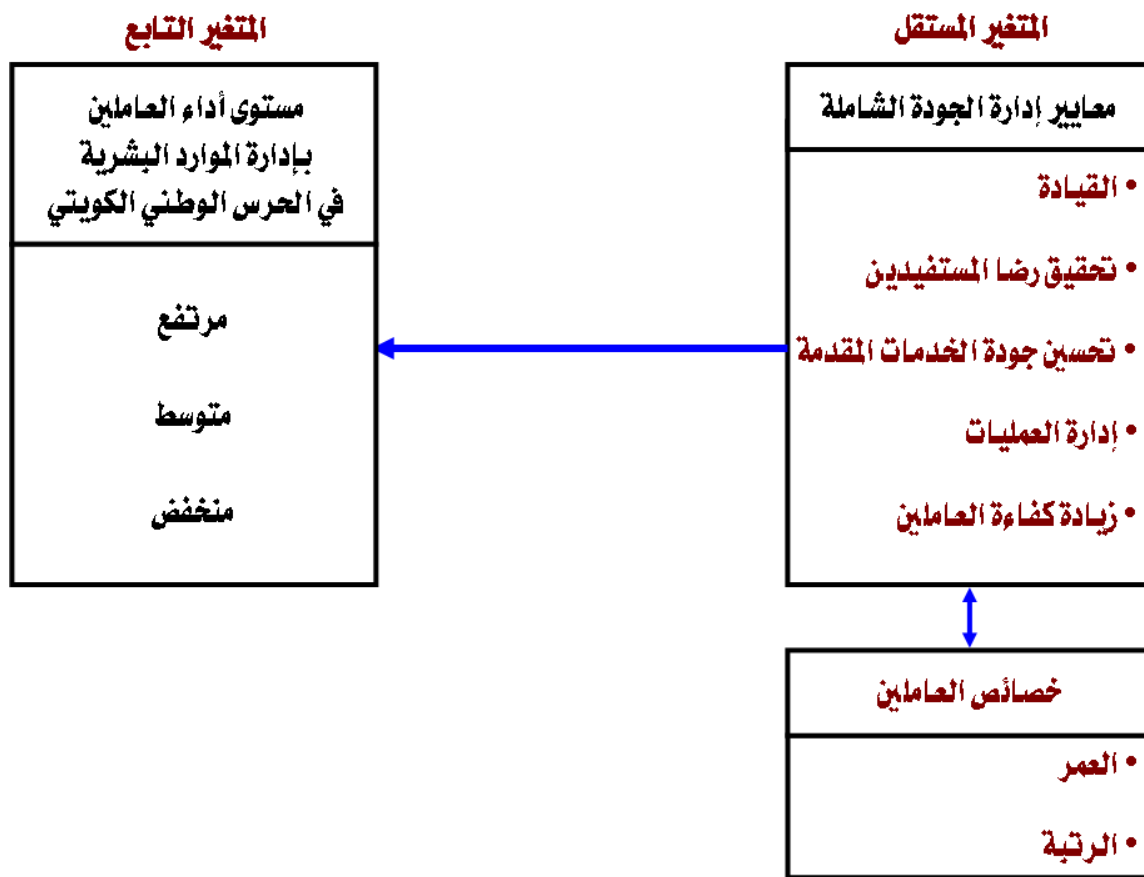 المتغير المستقل
معايير إدارة الجودة الشاملة
• القيادة
• تحقيق رضا المستفيدين
• تحسين جودة الخدمات المقدمة
• إدارة العمليات
• زيادة كفاءة العاملين
خصائص العاملين
• العمر
• الرتبة
المتغير التابع
مستوى أداء العاملين
بإدارة الموارد البشرية
في الحرس الوطني الكويتي
مرتفع
متوسط
منخفض